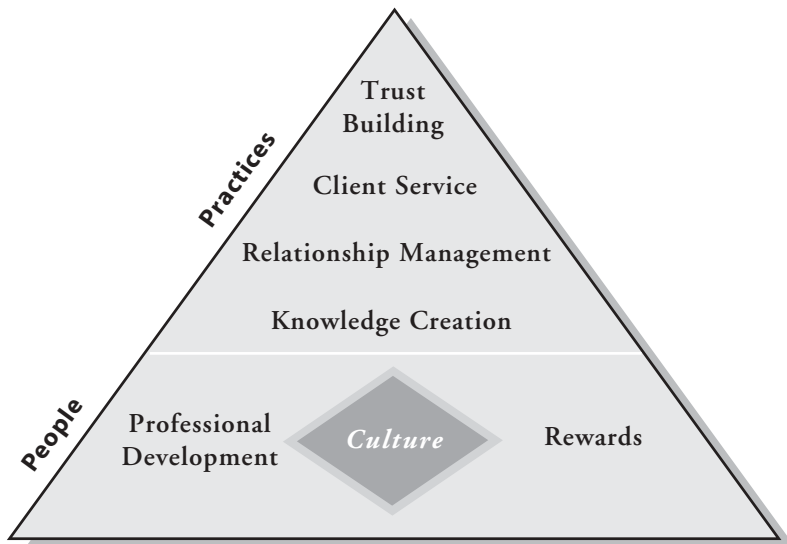 Trust
Building
Practices
Client Service
Relationship Management
Knowledge Creation
People
Professional
Development
Culture
Rewards